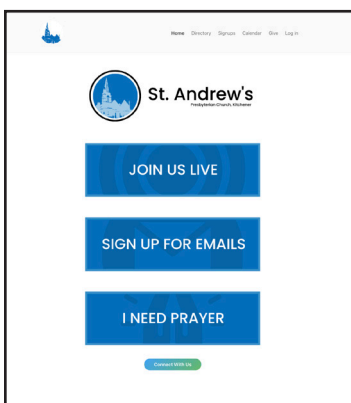 Home Directory Signups Calendar Give Log in
St. Andrew's
Presbyterian Church, Kitchener
JOIN US LIVE
SIGN UP FOR EMAILS
I NEED PRAYER
Connect With Us